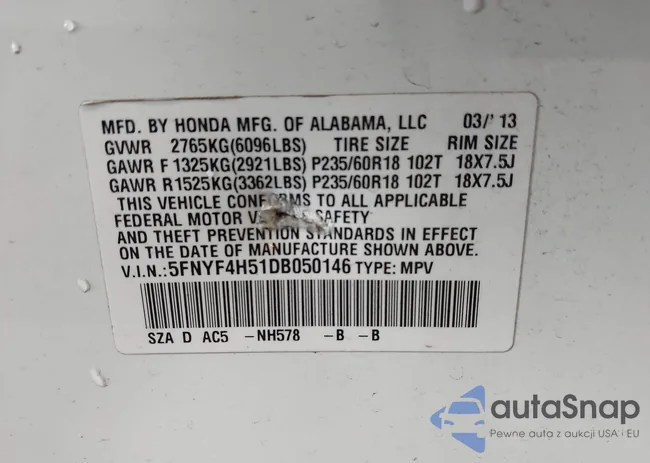 MFD. BY HONDA MFG. OF ALABAMA, LLC 03/'13
GVWR 2765KG(6096LBS) TIRE SIZE RIM SIZE
GAWR F 1325KG(2921LBS) P235/60R18 102T 18X7.5J
GAWR R1525KG(3362LBS) P235/60R18 102T 18X7.5J
THIS VEHICLE CONFORMS TO ALL APPLICABLE
FEDERAL MOTOR SAFETY
AND THEFT PREVENTION STANDARDS IN EFFECT
ON THE DATE OF MANUFACTURE SHOWN ABOVE.
V.I.N.:5FNYF4H51DB050146 TYPE: MPV
SZA D AC5 -NH578 -B -B
autaSnap
Pewne auta z aukcji USA i EU